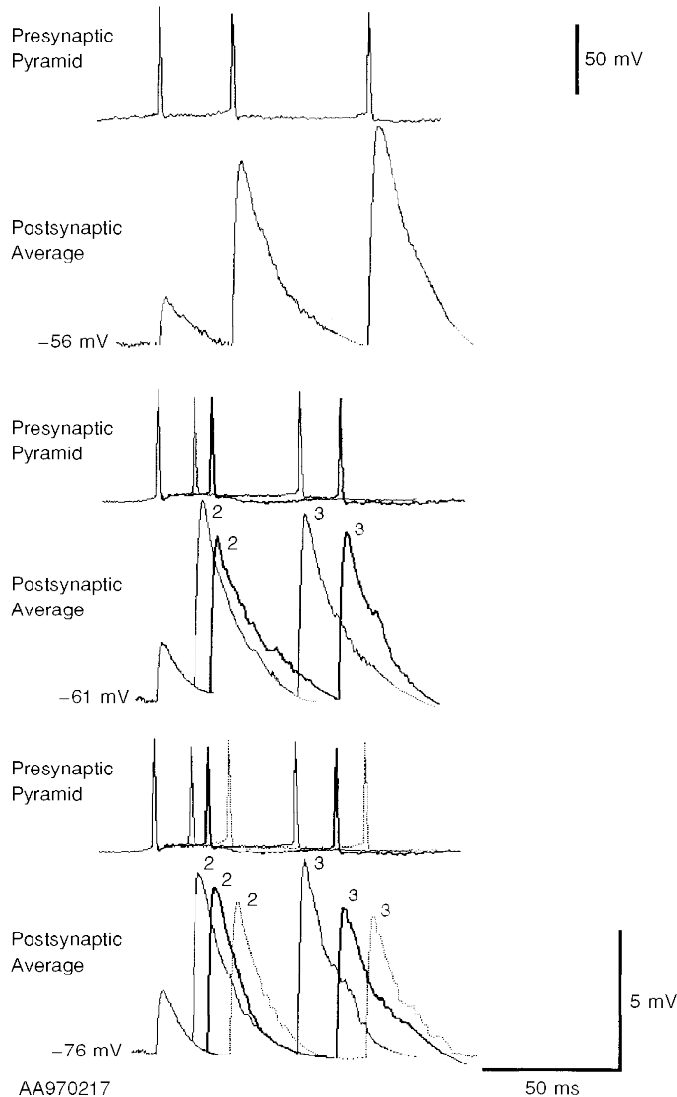 Presynaptic
Pyramid
50 mV
Postsynaptic
Average
−56 mV
Presynaptic
Pyramid
2
3
2
3
Postsynaptic
Average
−61 mV
Presynaptic
Pyramid
2
3
2
2
3
3
Postsynaptic
Average
5 mV
−76 mV
AA970217
50 ms